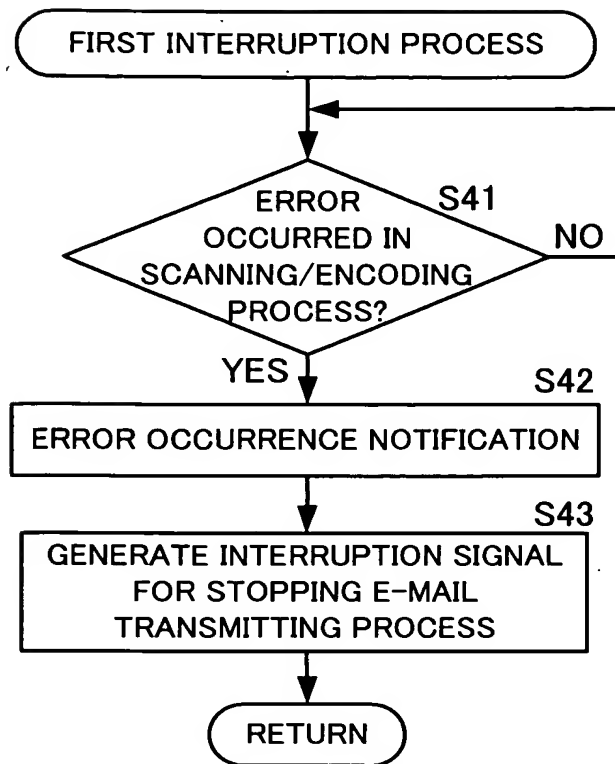 FIRST INTERRUPTION PROCESS
S41
ERROR
OCCURRED IN
SCANNING/ENCODING
PROCESS?
NO
YES
S42
ERROR OCCURRENCE NOTIFICATION
S43
GENERATE INTERRUPTION SIGNAL
FOR STOPPING E-MAIL
TRANSMITTING PROCESS
RETURN